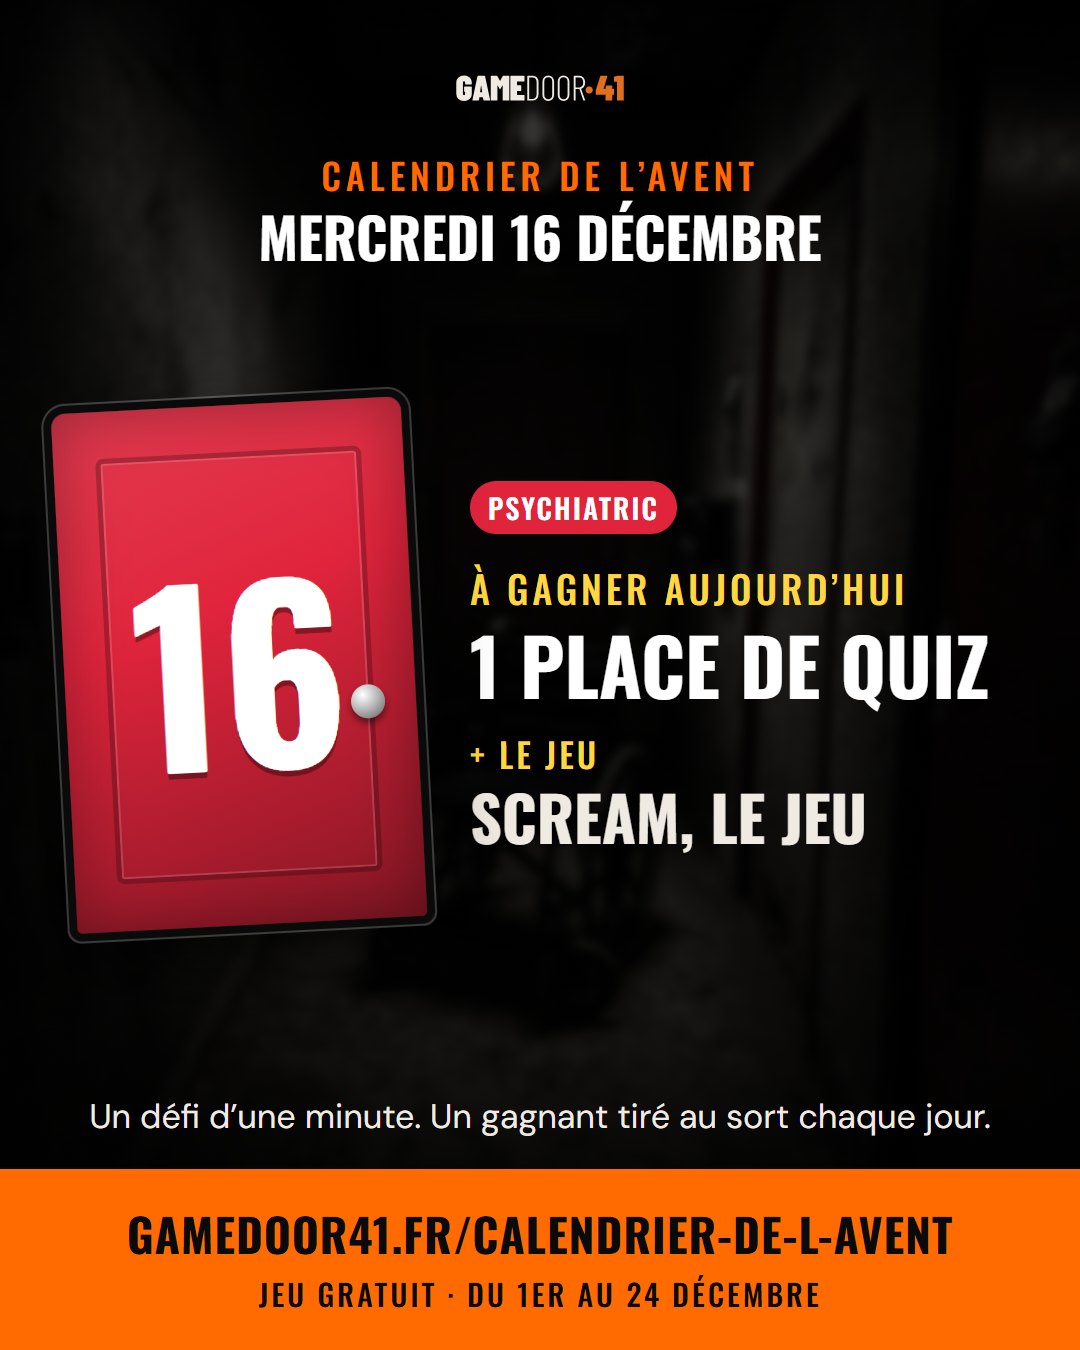 GAMEDOOR·41
CALENDRIER DE L’AVENT
MERCREDI 16 DÉCEMBRE
16
PSYCHIATRIC
À GAGNER AUJOURD’HUI
1 PLACE DE QUIZ
+ LE JEU
SCREAM, LE JEU
Un défi d’une minute. Un gagnant tiré au sort chaque jour.
GAMEDOOR41.FR/CALENDRIER-DE-L-AVENT
JEU GRATUIT · DU 1ER AU 24 DÉCEMBRE